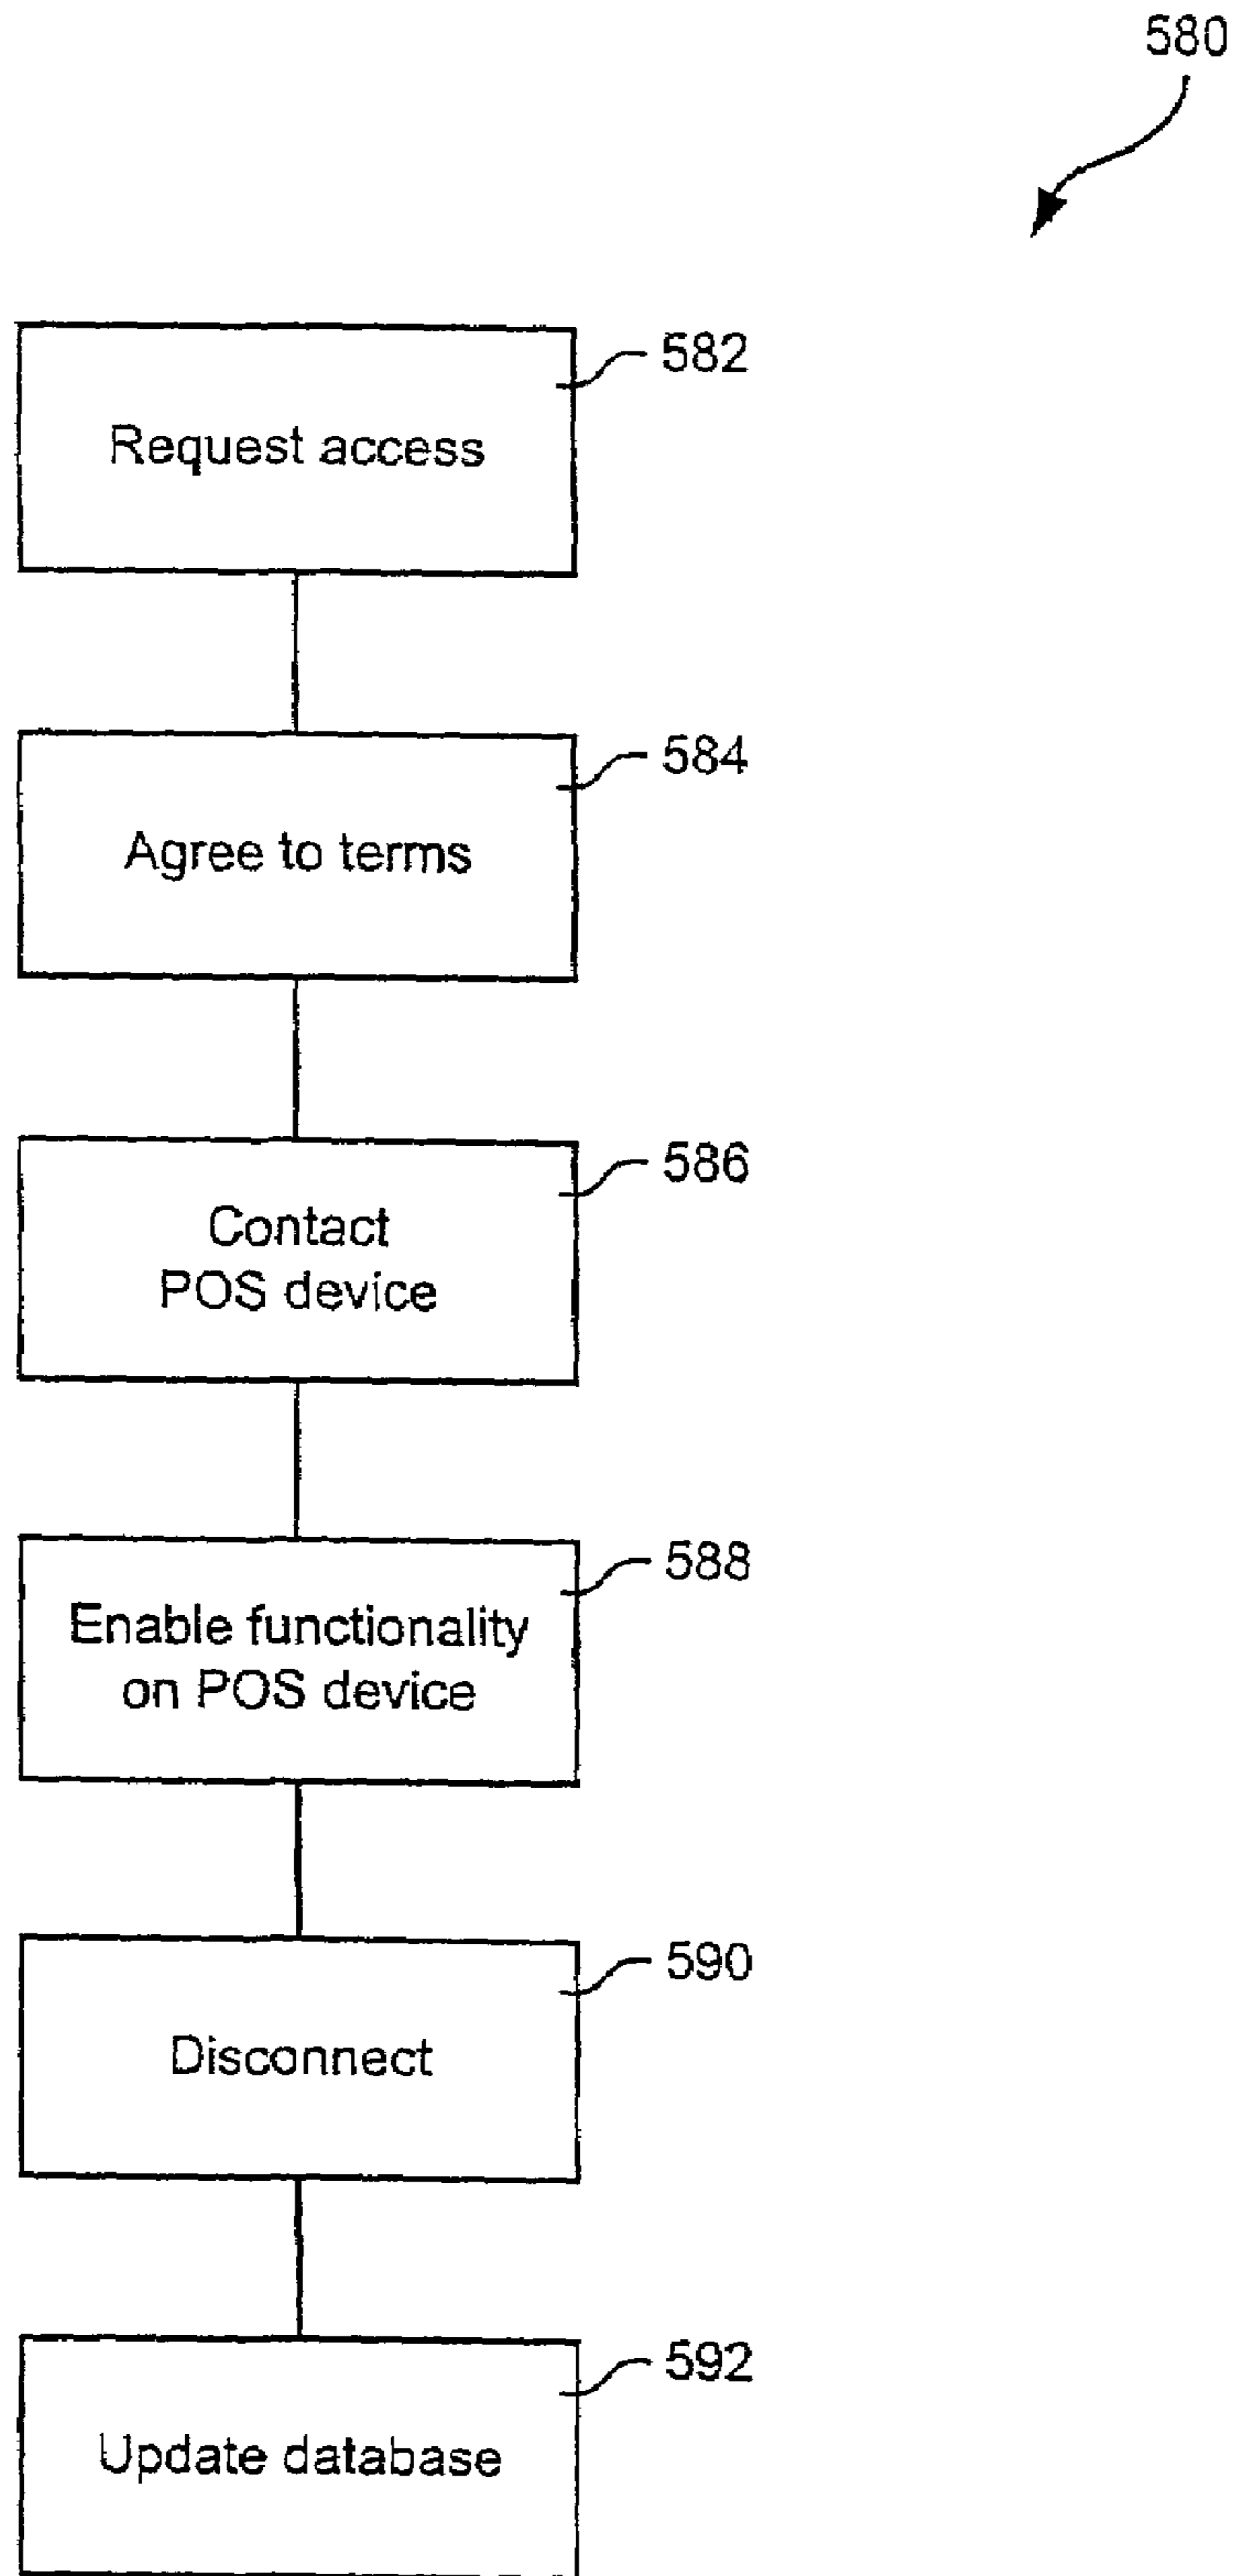 580
582
Request access
584
Agree to terms
586
Contact
POS device
588
Enable functionality
on POS device
590
Disconnect
592
Update database